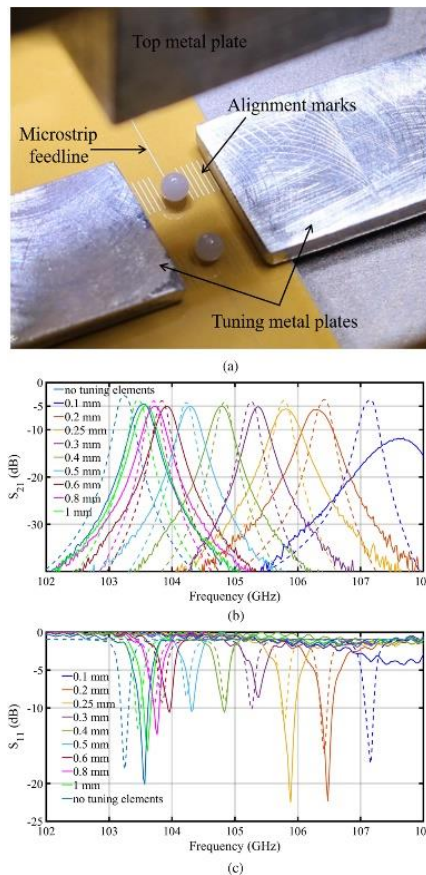 Top metal plate
Alignment marks
Microstrip
feedline
Tuning metal plates
(a)
0
-5
-10
-20
-30
S21 (dB)
no tuning elements
0.1 mm
0.2 mm
0.25 mm
0.3 mm
0.4 mm
0.5 mm
0.6 mm
0.8 mm
1 mm
102 103 104 105 106 107 10
Frequency (GHz)
(b)
0
-5
-10
-15
-20
-25
S11 (dB)
0.1 mm
0.2 mm
0.25 mm
0.3 mm
0.4 mm
0.5 mm
0.6 mm
0.8 mm
1 mm
no tuning elements
102 103 104 105 106 107 10
Frequency (GHz)
(c)